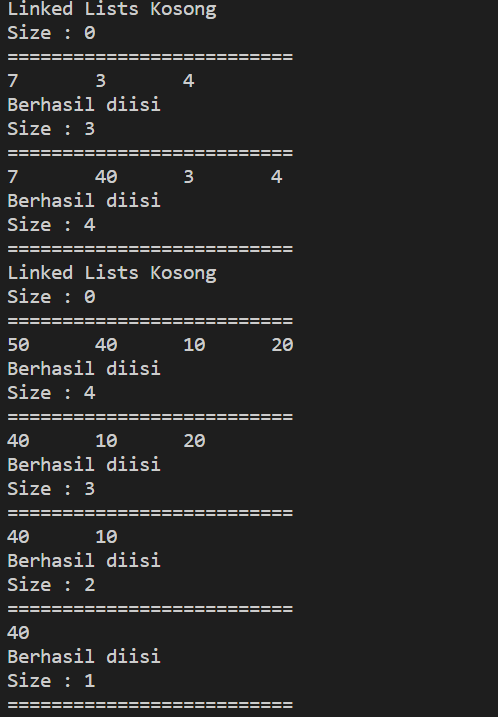 Linked Lists Kosong
Size : 0
==========================
7 3 4
Berhasil diisi
Size : 3
==========================
7 40 3 4
Berhasil diisi
Size : 4
==========================
Linked Lists Kosong
Size : 0
==========================
50 40 10 20
Berhasil diisi
Size : 4
==========================
40 10 20
Berhasil diisi
Size : 3
==========================
40 10
Berhasil diisi
Size : 2
==========================
40
Berhasil diisi
Size : 1
==========================